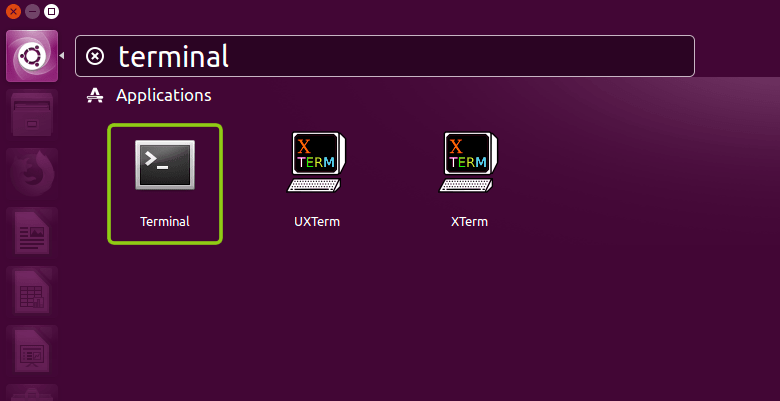 terminal
Applications
X
TERM
X
TERM
Terminal
UXTerm
XTerm